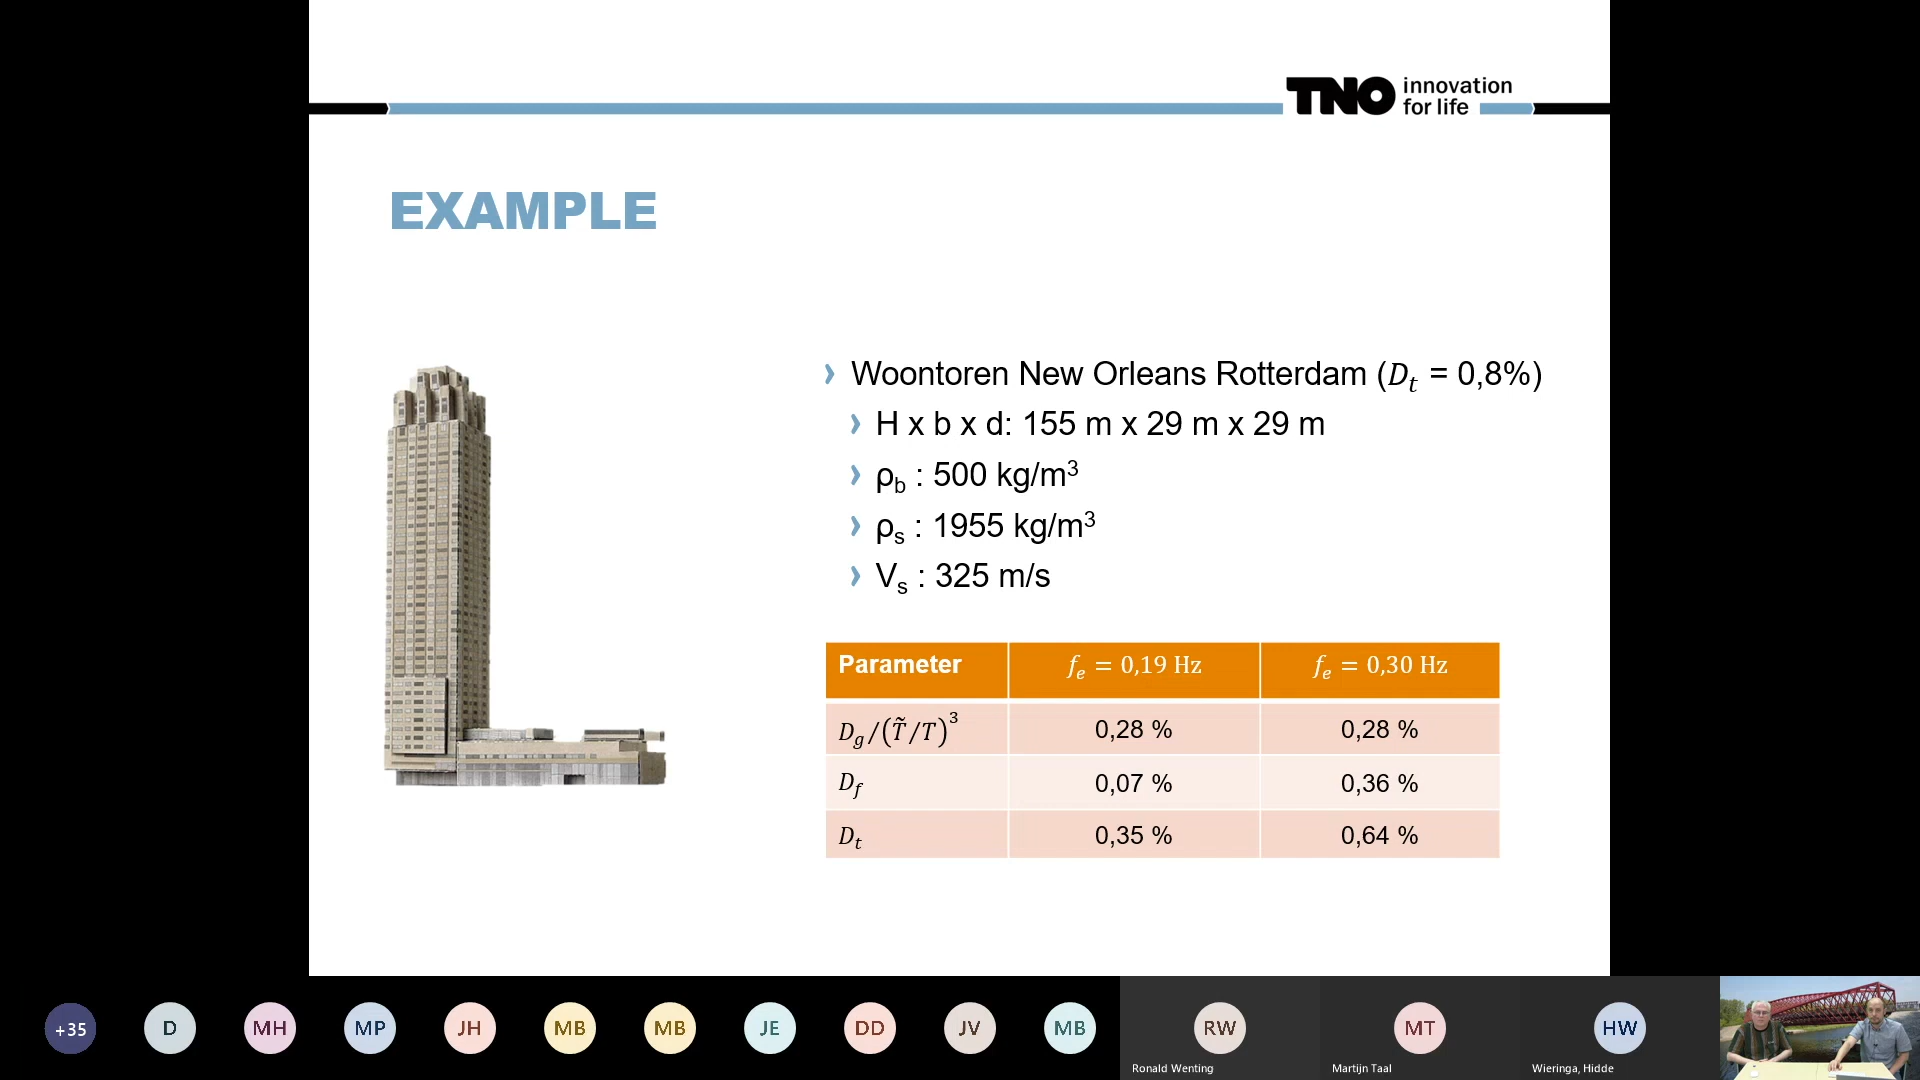 TNO innovation
for life
EXAMPLE
Woontoren New Orleans Rotterdam (Dₜ = 0,8%)
H x b x d: 155 m x 29 m x 29 m
ρb : 500 kg/m³
ρs : 1955 kg/m³
Vs : 325 m/s
Parameter fₑ = 0,19 Hz fₑ = 0,30 Hz
D_g/(T̃/T)³ 0,28 % 0,28 %
D_f 0,07 % 0,36 %
Dₜ 0,35 % 0,64 %
+35 D MH MP JH MB MB JE DD JV MB RW MT HW
Ronald Wenting Martijn Taal Wieringa, Hidde